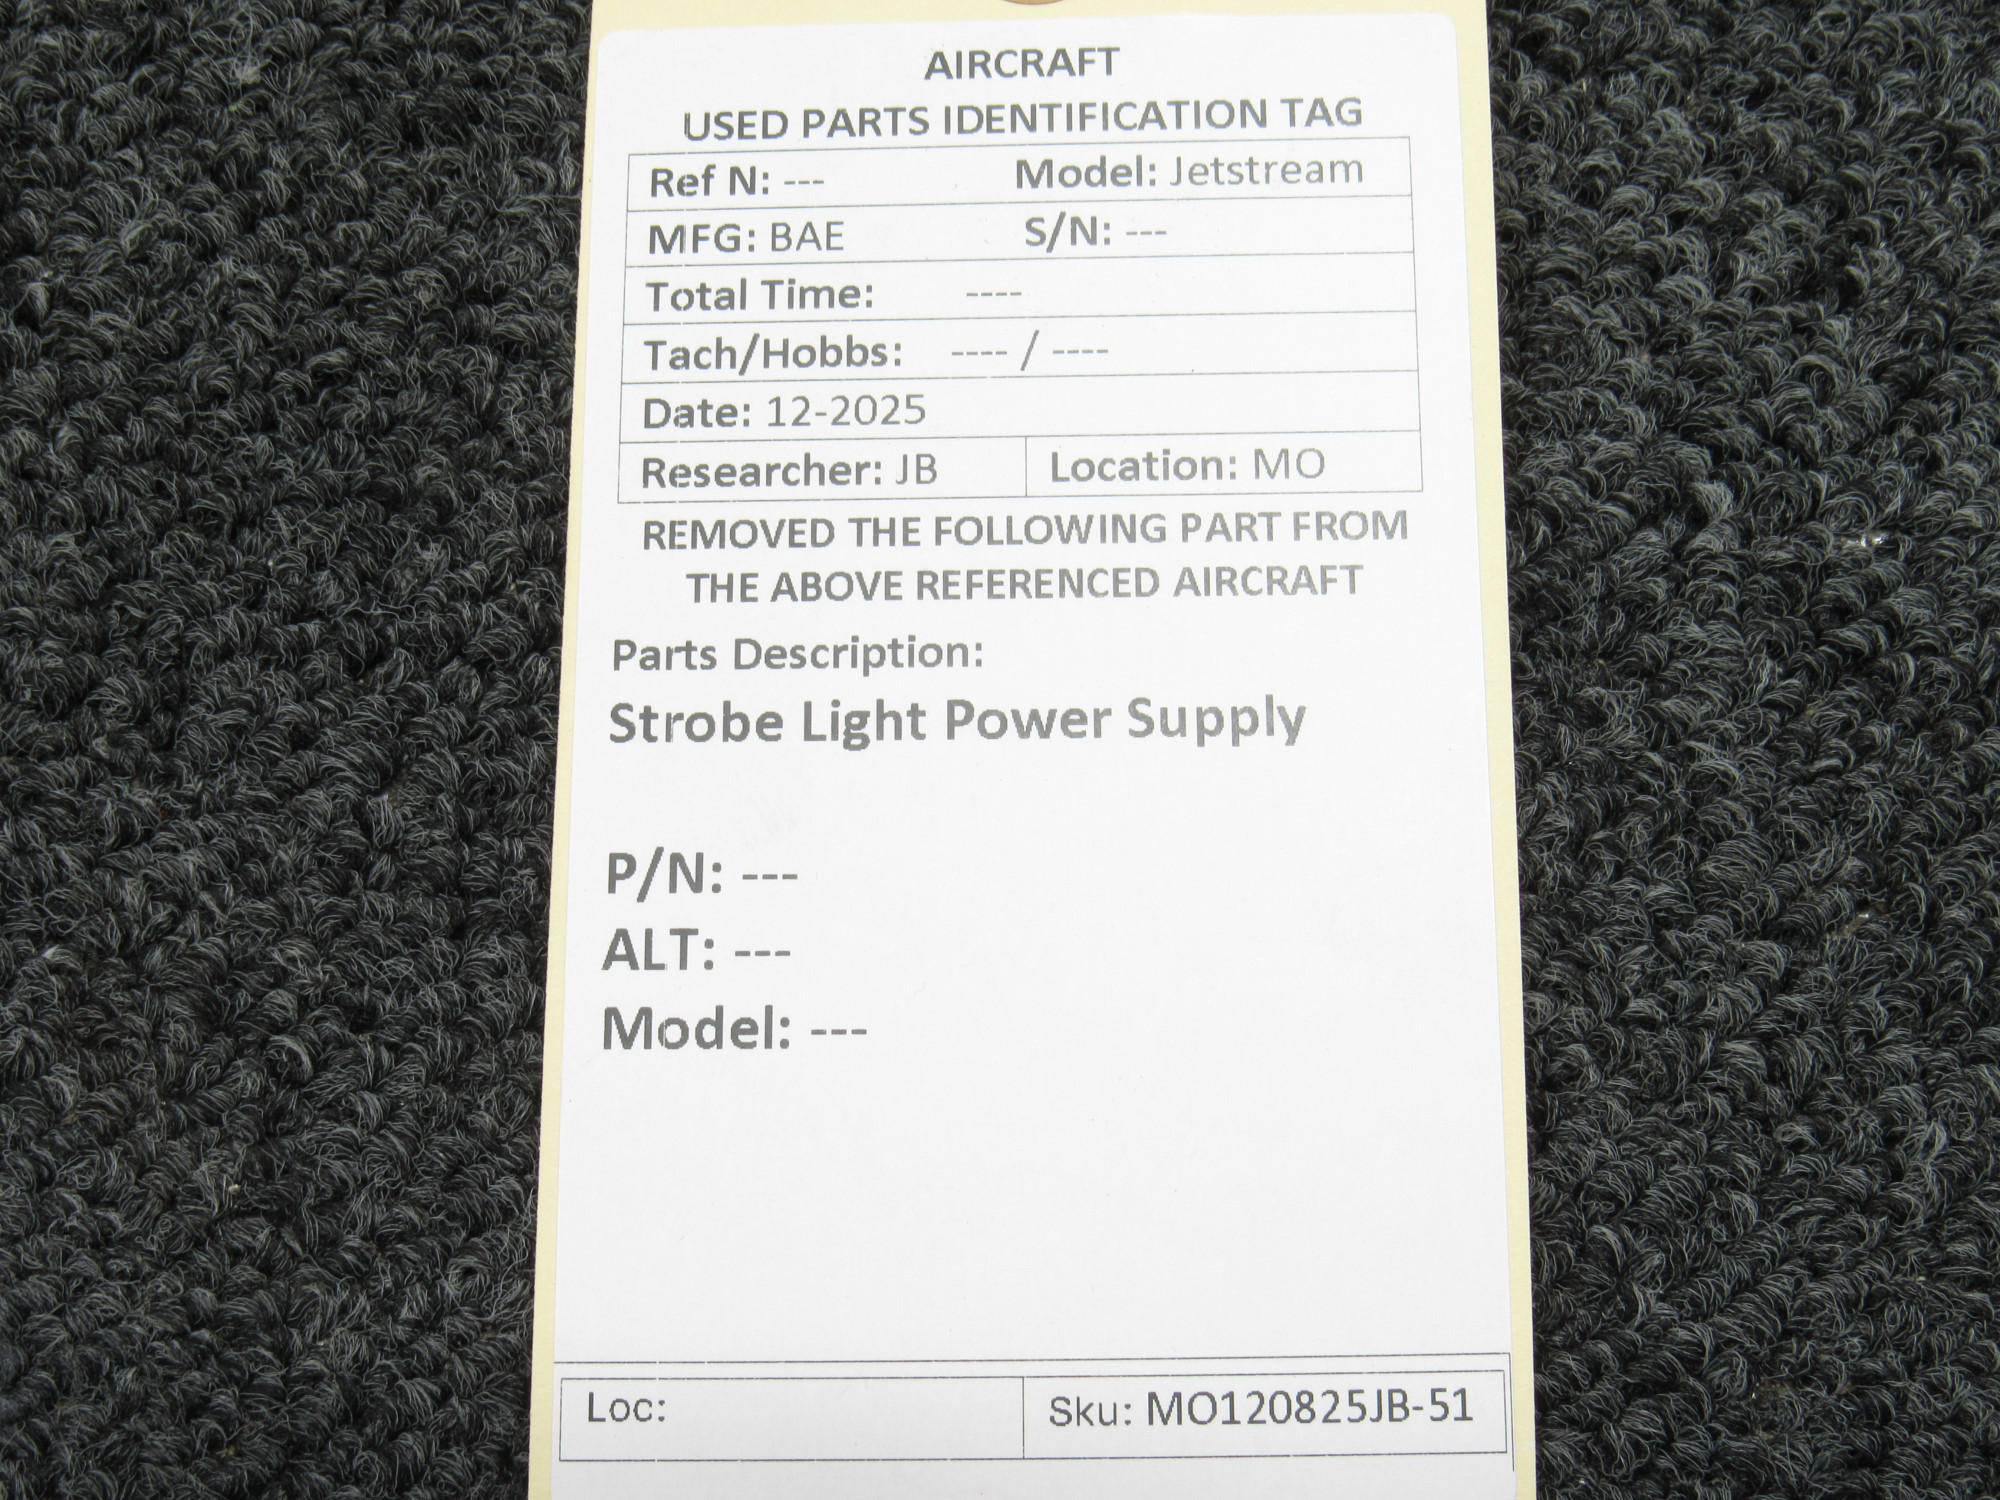 AIRCRAFT
USED PARTS IDENTIFICATION TAG
Ref N: --- Model: Jetstream
MFG: BAE S/N: ---
Total Time: ----
Tach/Hobbs: ---- / ----
Date: 12-2025
Researcher: JB Location: MO
REMOVED THE FOLLOWING PART FROM
THE ABOVE REFERENCED AIRCRAFT
Parts Description:
Strobe Light Power Supply
P/N: ---
ALT: ---
Model: ---
Loc: Sku: MO120825JB-51